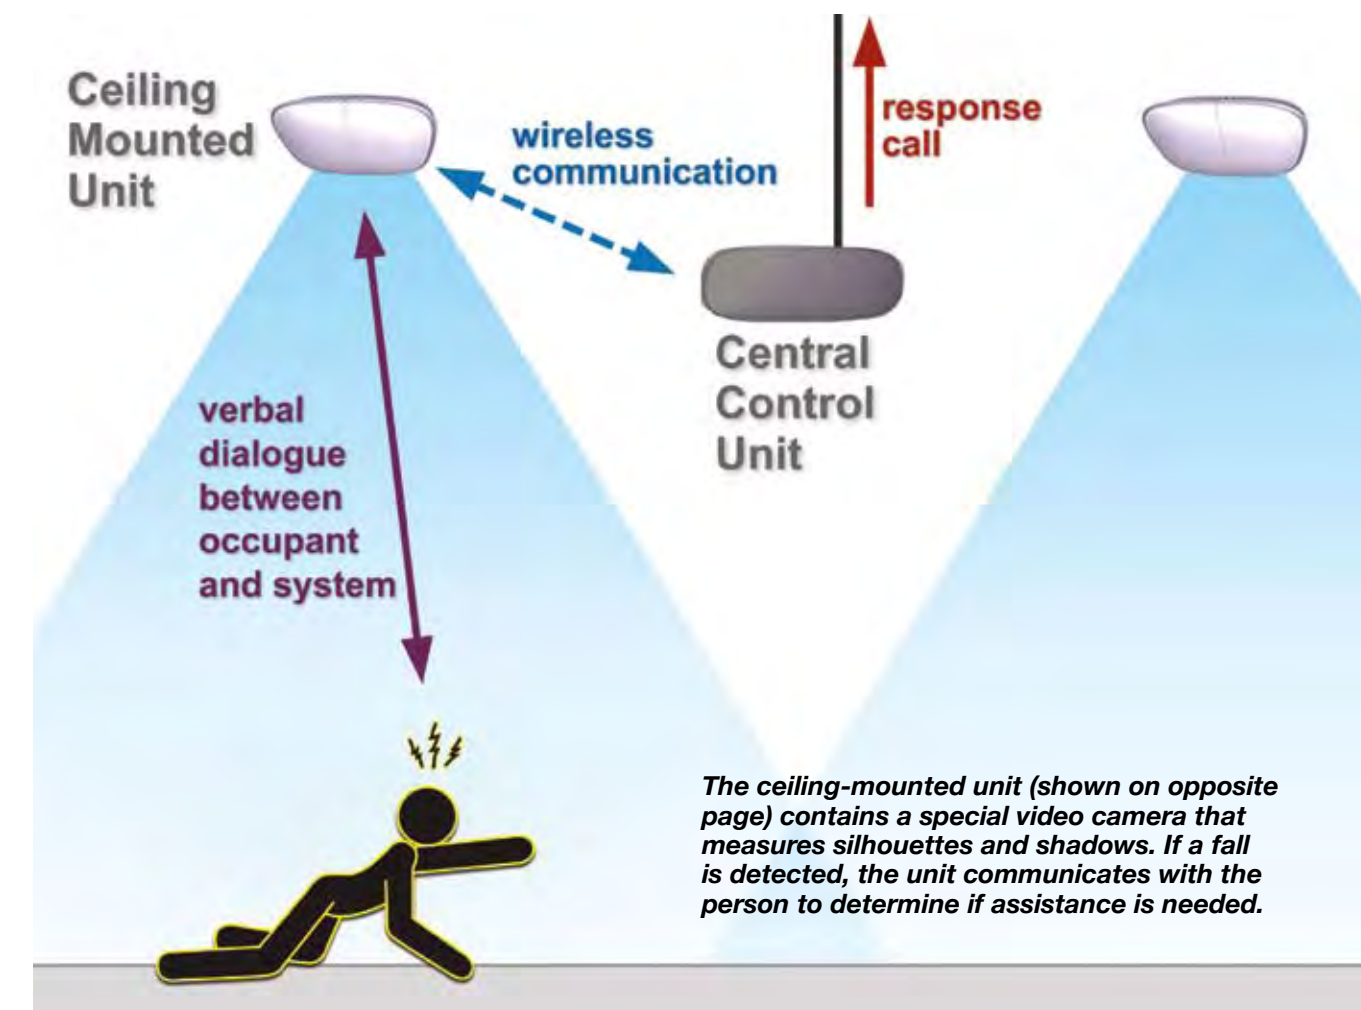 Ceiling
Mounted
Unit
wireless
communication
response
call
Central
Control
Unit
verbal
dialogue
between
occupant
and system
The ceiling-mounted unit (shown on opposite
page) contains a special video camera that
measures silhouettes and shadows. If a fall
is detected, the unit communicates with the
person to determine if assistance is needed.